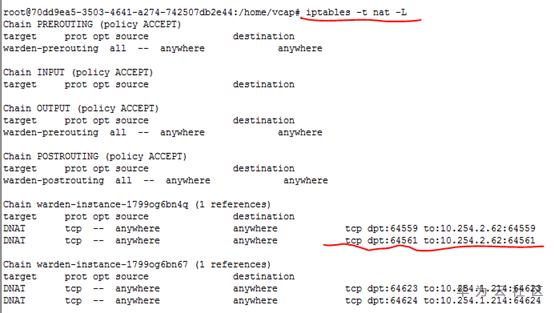 root@70dd9ea5-3503-4641-a274-742507db2e44:/home/vcap# iptables -t nat -L
Chain PREROUTING (policy ACCEPT)
target prot opt source destination
warden-prerouting all -- anywhere anywhere
Chain INPUT (policy ACCEPT)
target prot opt source destination
Chain OUTPUT (policy ACCEPT)
target prot opt source destination
warden-prerouting all -- anywhere anywhere
Chain POSTROUTING (policy ACCEPT)
target prot opt source destination
warden-postrouting all -- anywhere anywhere
Chain warden-instance-1799og6bn4q (1 references)
target prot opt source destination
DNAT tcp -- anywhere anywhere tcp dpt:64559 to:10.254.2.62:64559
DNAT tcp -- anywhere anywhere tcp dpt:64561 to:10.254.2.62:64561
Chain warden-instance-1799og6bn67 (1 references)
target prot opt source destination
DNAT tcp -- anywhere anywhere tcp dpt:64623 to:10.254.1.214:64623
DNAT tcp -- anywhere anywhere tcp dpt:64624 to:10.254.1.214:64624
华为云社区